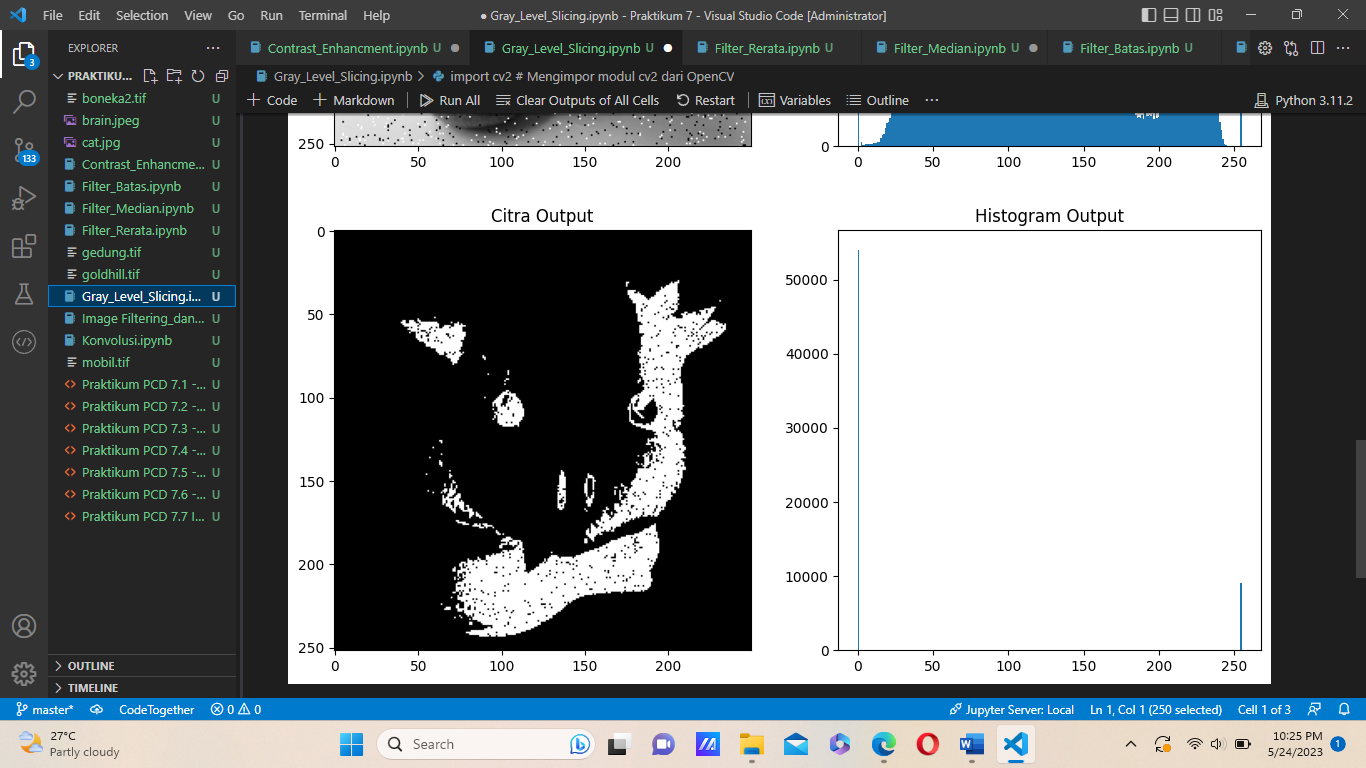 File Edit Selection View Go Run Terminal Help
● Gray_Level_Slicing.ipynb - Praktikum 7 - Visual Studio Code [Administrator]
EXPLORER
Contrast_Enhancment.ipynb U
Gray_Level_Slicing.ipynb U
Filter_Rerata.ipynb U
Filter_Median.ipynb U
Filter_Batas.ipynb U
PRAKTIKU...
Gray_Level_Slicing.ipynb > import cv2 # Mengimpor modul cv2 dari OpenCV
+ Code + Markdown Run All Clear Outputs of All Cells Restart Variables Outline ... Python 3.11.2
3
133
boneka2.tif U
brain.jpeg U
cat.jpg U
Contrast_Enhancme... U
Filter_Batas.ipynb U
Filter_Median.ipynb U
Filter_Rerata.ipynb U
gedung.tif U
goldhill.tif U
Gray_Level_Slicing.i... U
Image Filtering_dan... U
Konvolusi.ipynb U
mobil.tif U
Praktikum PCD 7.1 -... U
Praktikum PCD 7.2 -... U
Praktikum PCD 7.3 -... U
Praktikum PCD 7.4 -... U
Praktikum PCD 7.5 -... U
Praktikum PCD 7.6 -... U
Praktikum PCD 7.7 I... U
OUTLINE
TIMELINE
250
0 50 100 150 200
0
0 50 100 150 200 250
Citra Output
0
50
100
150
200
250
0 50 100 150 200
Histogram Output
50000
40000
30000
20000
10000
0
0 50 100 150 200 250
master* CodeTogether 0 0 Jupyter Server: Local Ln 1, Col 1 (250 selected) Cell 1 of 3
27°C
Partly cloudy
Search
10:25 PM
5/24/2023
1